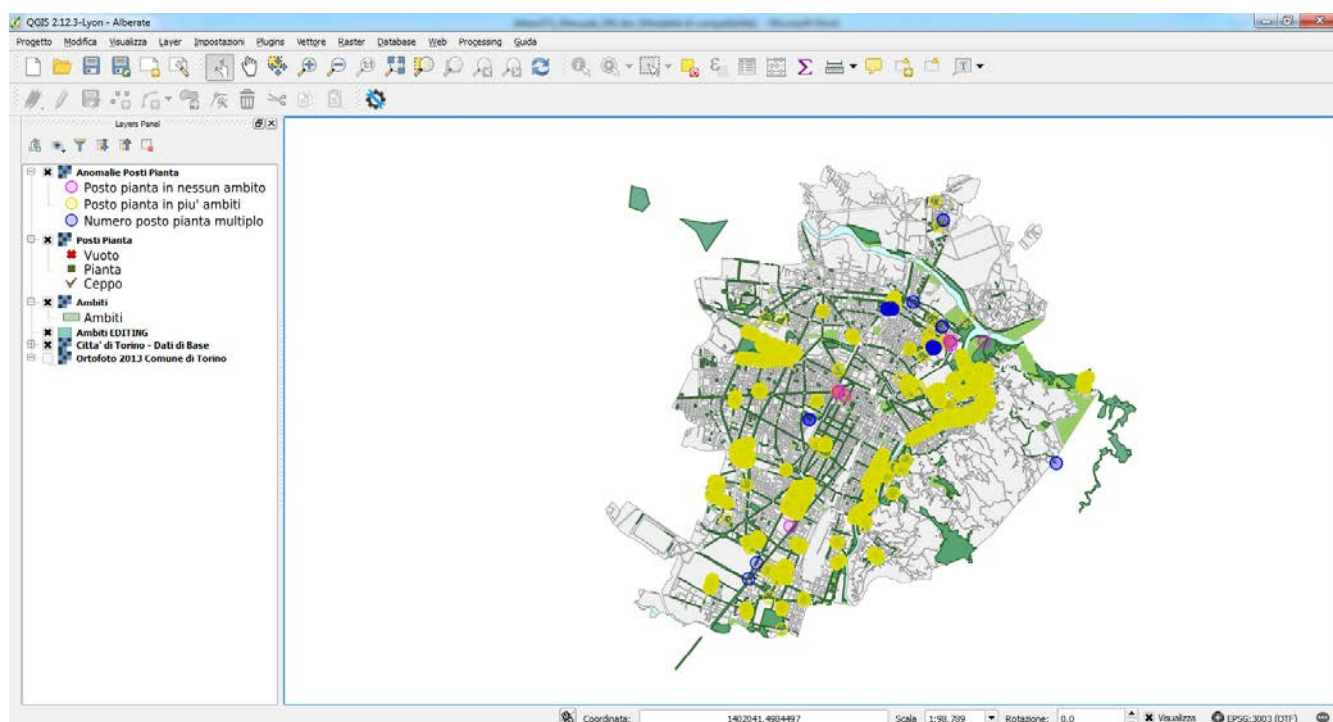 QGIS 2.12.3-Lyon - Alberate
Progetto Modifica Visualizza Layer Impostazioni Plugins Vettore Raster Database Web Processing Guida
Layers Panel
Anomalie Posti Pianta
Posto pianta in nessun ambito
Posto pianta in piu' ambiti
Numero posto pianta multiplo
Posti Pianta
Vuoto
Pianta
Ceppo
Ambiti
Ambiti
Ambiti EDITING
Citta' di Torino - Dati di Base
Ortofoto 2013 Comune di Torino
Coordinata: 1402041,4984497 Scala 1:98.789 Rotazione: 0.0 Visualizza EPSG:3003 (OTF)